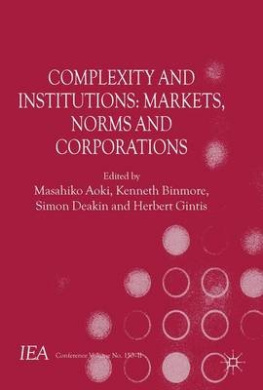 COMPLEXITY AND
INSTITUTIONS: MARKETS,
NORMS AND
CORPORATIONS
Edited by
Masahiko Aoki, Kenneth Binmore,
Simon Deakin and Herbert Gintis
IEA
Conference Volume No. 150-II